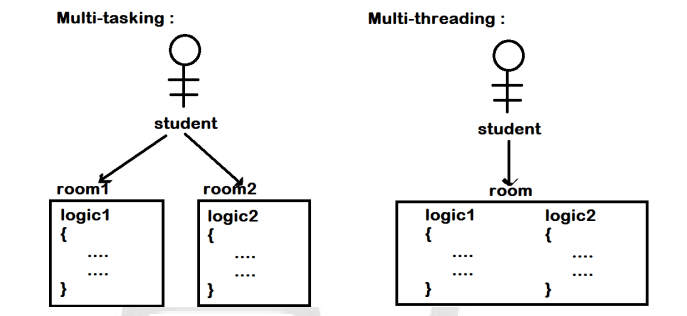 Multi-tasking :
student
room1
logic1
{
....
....
}
room2
logic2
{
....
....
}
Multi-threading :
student
room
logic1
{
....
....
}
logic2
{
....
....
}